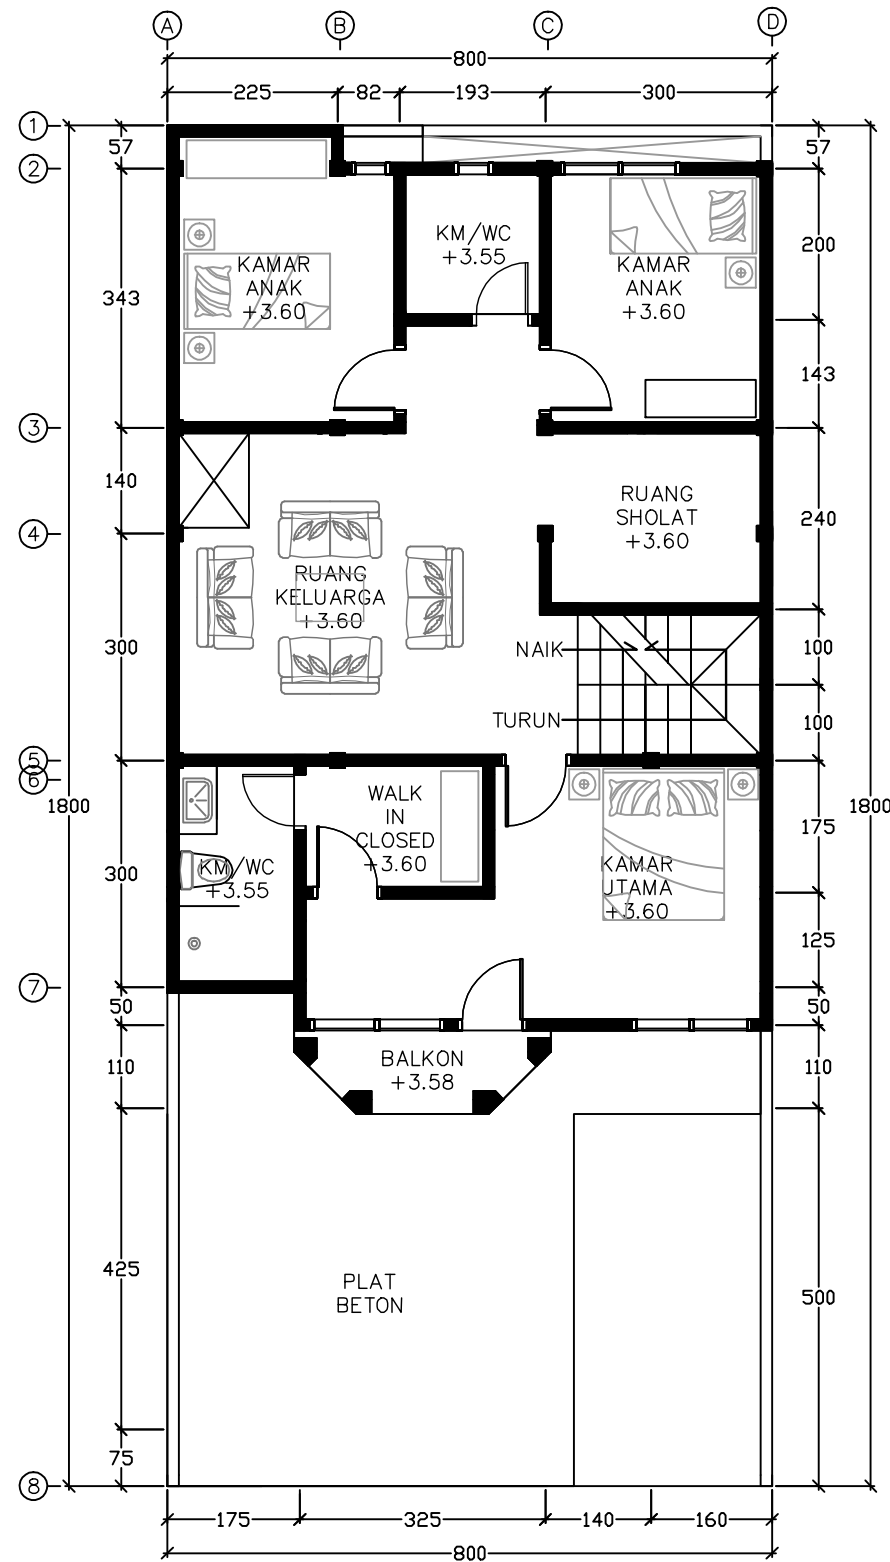 A B C D
800
225 82 193 300
1
57 57
2
KM/WC
+3.55
200
KAMAR
ANAK
+3.60
KAMAR
ANAK
+3.60
343
143
3
140
RUANG
SHOLAT
+3.60
240
4
RUANG
KELUARGA
+3.60
300
NAIK
100
TURUN
100
5
6
1800 1800
WALK
IN
CLOSED
+3.60
175
KM/WC
+3.55
300
KAMAR
UTAMA
+3.60
125
7
50 50
BALKON
+3.58
110 110
425
PLAT
BETON
500
75
8
175 325 140 160
800